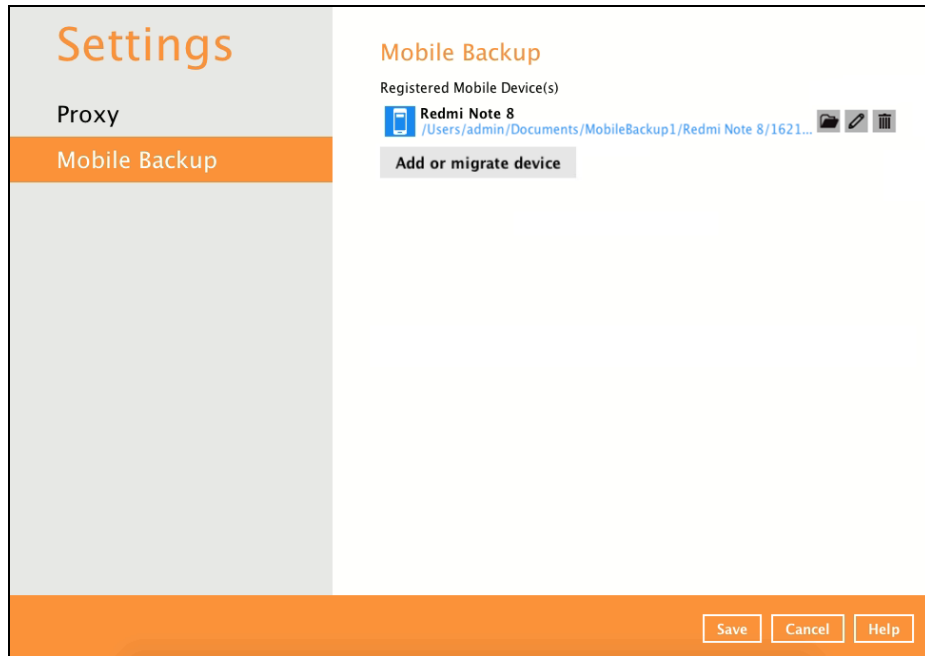 Settings
Proxy
Mobile Backup
Mobile Backup
Registered Mobile Device(s)
Redmi Note 8
/Users/admin/Documents/MobileBackup1/Redmi Note 8/1621...
Add or migrate device
Save
Cancel
Help